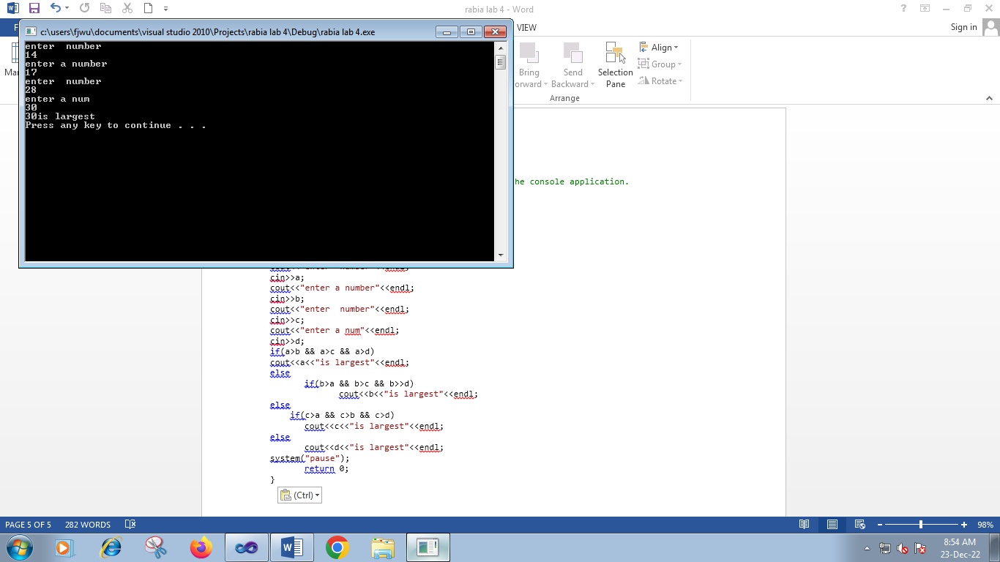 rabia lab 4 - Word
F
VIEW
Sign in
c:\users\fjwu\documents\visual studio 2010\Projects\rabia lab 4\Debug\rabia lab 4.exe
enter  number
14
enter a number
17
enter  number
28
enter a num
30
30is largest
Press any key to continue . . .
Mar
Bring
orward
Send
Backward
Selection
Pane
Align
Group
Rotate
Arrange
he console application.
cin>>a;
cout<<"enter a number"<<endl;
cin>>b;
cout<<"enter  number"<<endl;
cin>>c;
cout<<"enter a num"<<endl;
cin>>d;
if(a>b && a>c && a>d)
cout<<a<<"is largest"<<endl;
else
if(b>a && b>c && b>>d)
cout<<b<<"is largest"<<endl;
else
if(c>a && c>b && c>d)
cout<<c<<"is largest"<<endl;
else
cout<<d<<"is largest"<<endl;
system("pause");
return 0;
}
(Ctrl)
PAGE 5 OF 5
282 WORDS
98%
8:54 AM
23-Dec-22